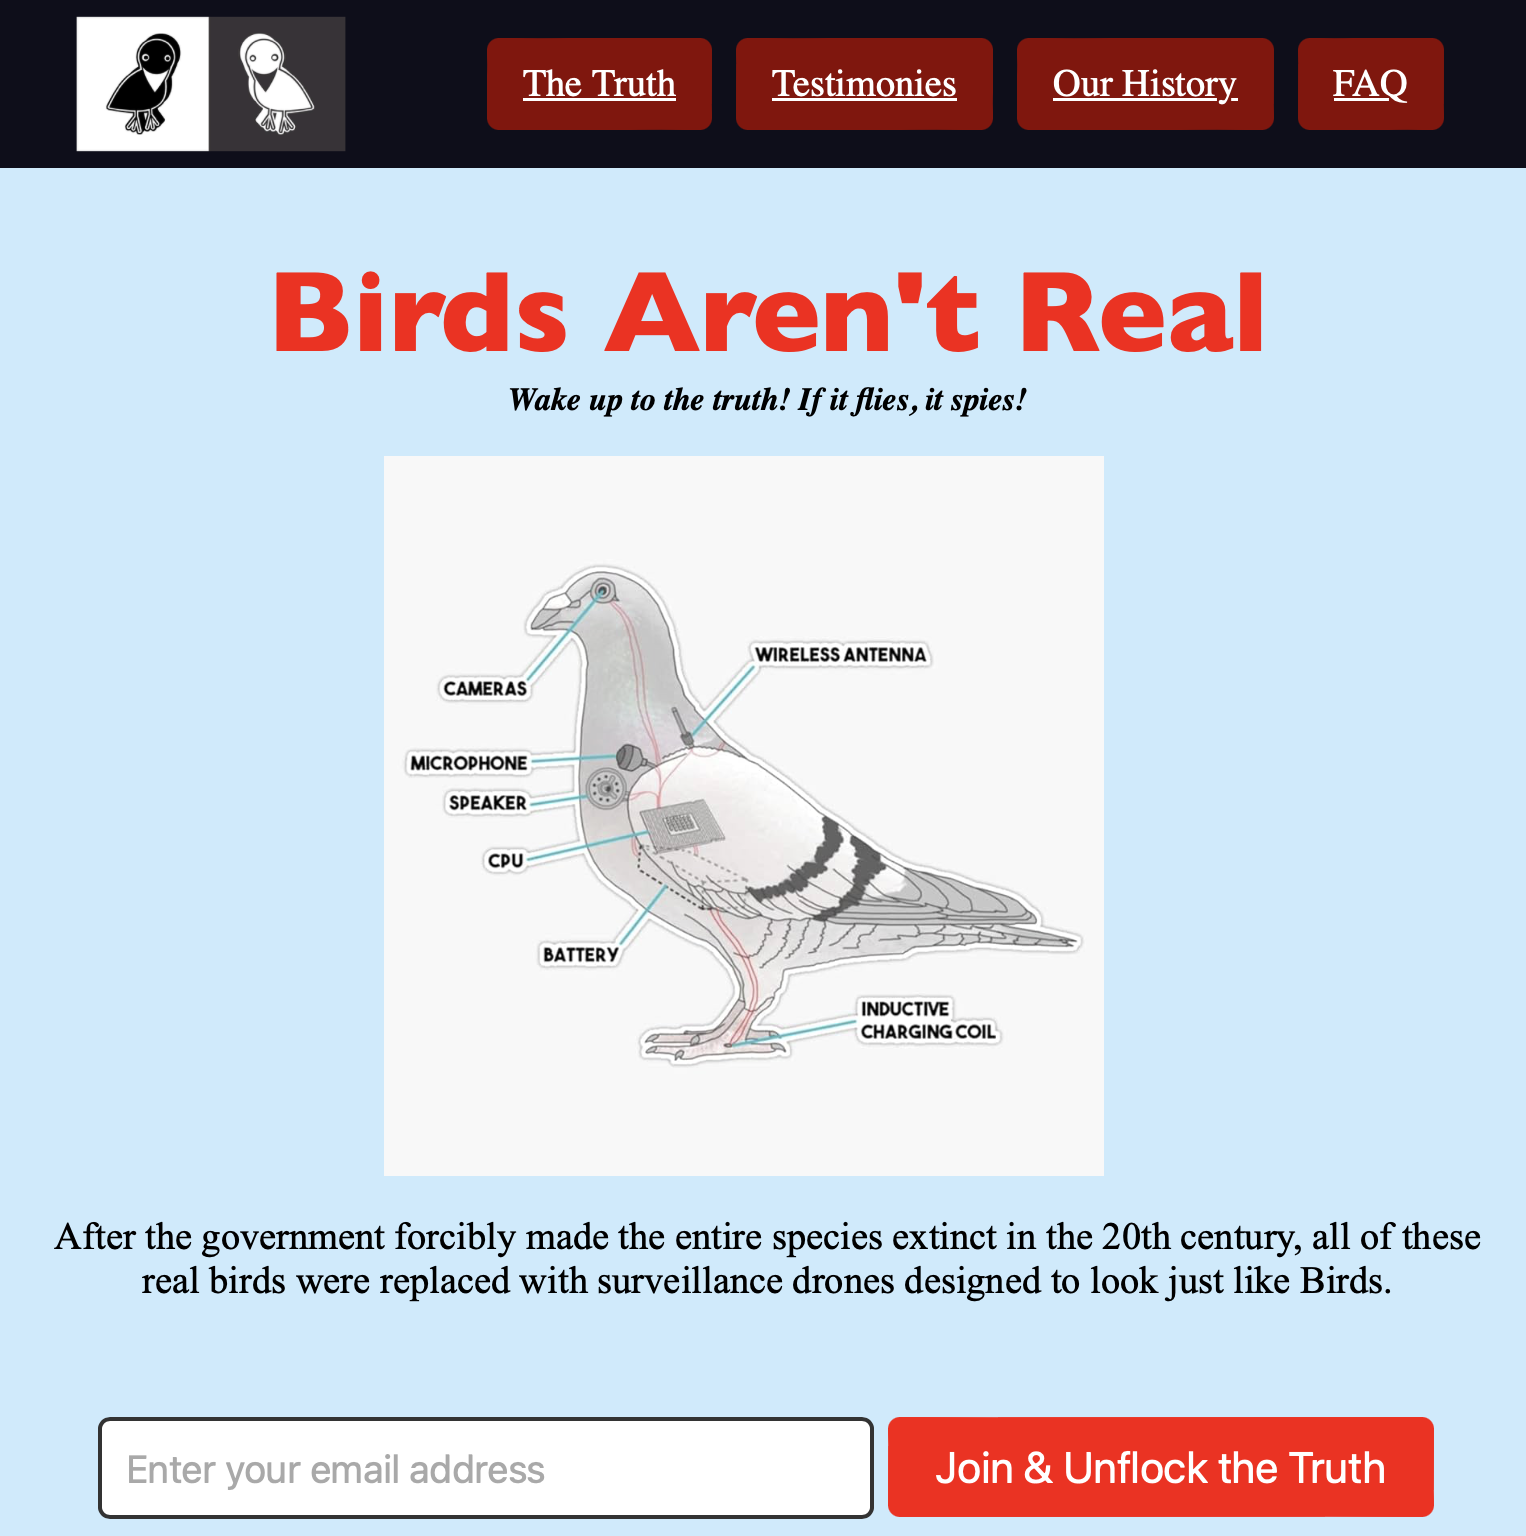 The Truth
Testimonies
Our History
FAQ
Birds Aren't Real
Wake up to the truth! If it flies, it spies!
WIRELESS ANTENNA
CAMERAS
MICROPHONE
SPEAKER
CPU
BATTERY
INDUCTIVE
CHARGING COIL
After the government forcibly made the entire species extinct in the 20th century, all of these
real birds were replaced with surveillance drones designed to look just like Birds.
Enter your email address
Join & Unflock the Truth